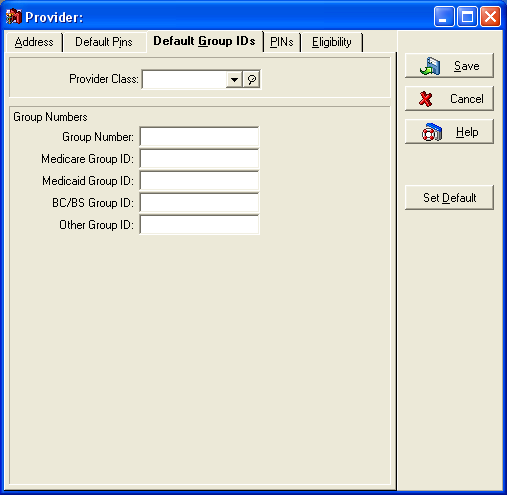 Provider:
Address Default Pins Default Group IDs PINs Eligibility
Provider Class:
Save
Cancel
Help
Set Default
Group Numbers
Group Number:
Medicare Group ID:
Medicaid Group ID:
BC/BS Group ID:
Other Group ID: